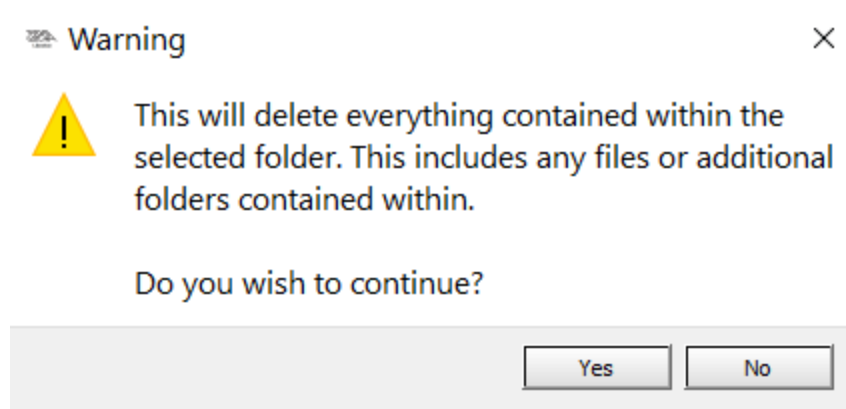 Warning
This will delete everything contained within the
selected folder. This includes any files or additional
folders contained within.
Do you wish to continue?
Yes
No